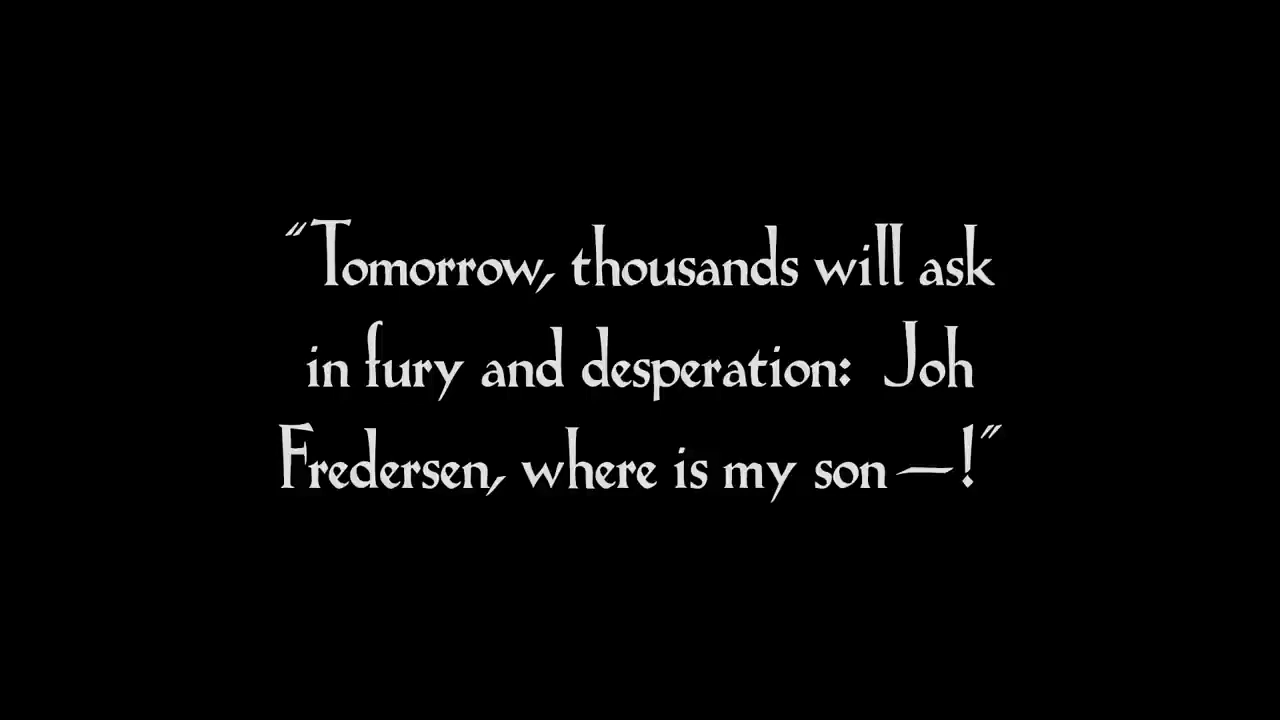 "Tomorrow, thousands will ask
in fury and desperation: Joh
Fredersen, where is my son—!"